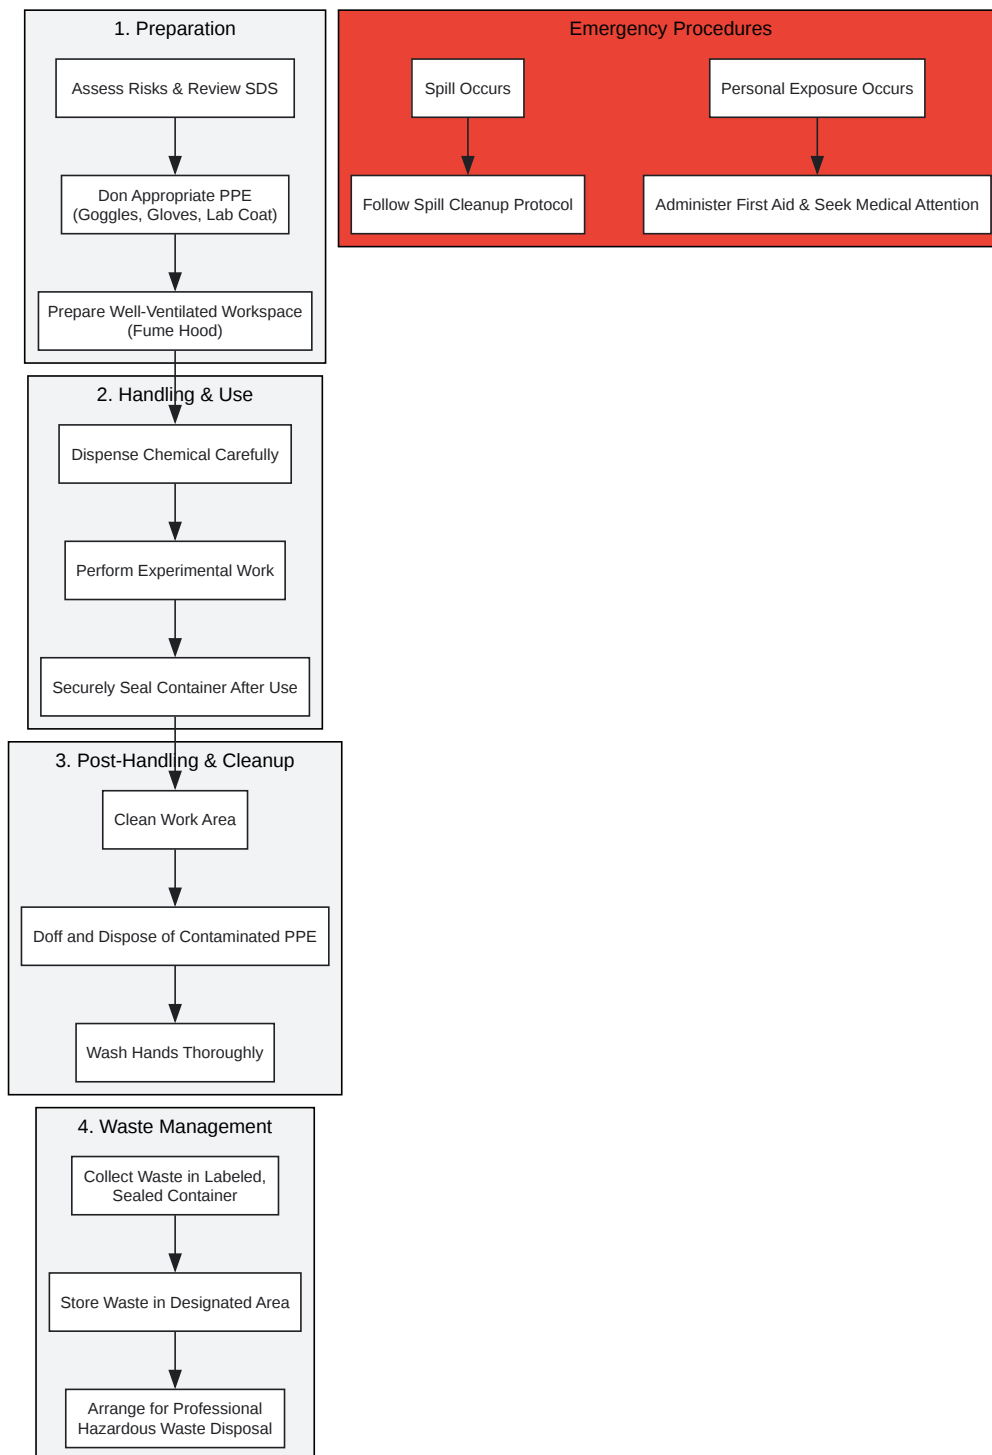 1. Preparation
Assess Risks & Review SDS
Don Appropriate PPE
(Goggles, Gloves, Lab Coat)
Prepare Well-Ventilated Workspace
(Fume Hood)
2. Handling & Use
Dispense Chemical Carefully
Perform Experimental Work
Securely Seal Container After Use
3. Post-Handling & Cleanup
Clean Work Area
Doff and Dispose of Contaminated PPE
Wash Hands Thoroughly
4. Waste Management
Collect Waste in Labeled,
Sealed Container
Store Waste in Designated Area
Arrange for Professional
Hazardous Waste Disposal
Emergency Procedures
Spill Occurs
Follow Spill Cleanup Protocol
Personal Exposure Occurs
Administer First Aid & Seek Medical Attention